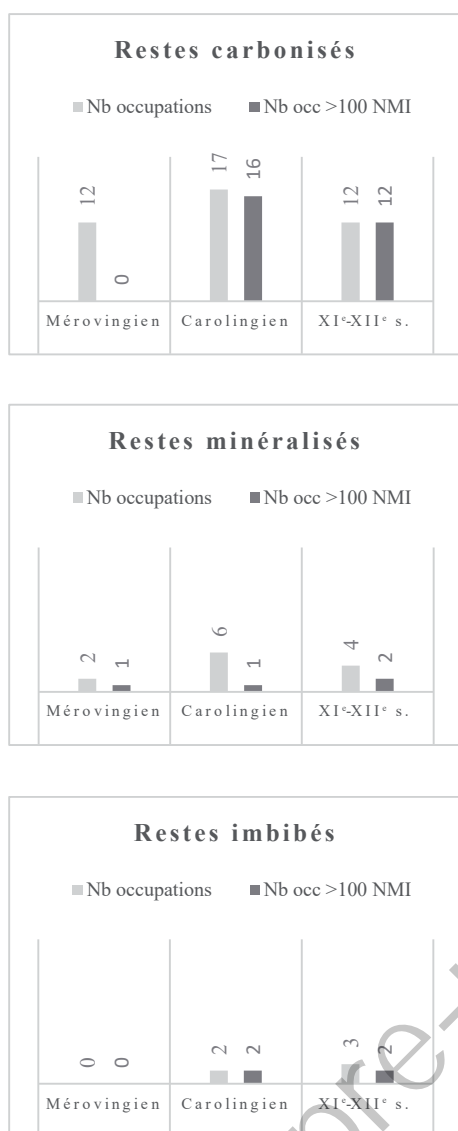 Restes carbonisés
Nb occupations Nb occ >100 NMI
12 0 17 16 12 12
Mérovingien Carolingien XIᵉ-XIIᵉ s.
Restes minéralisés
Nb occupations Nb occ >100 NMI
2 1 6 1 4 2
Mérovingien Carolingien XIᵉ-XIIᵉ s.
Restes imbibés
Nb occupations Nb occ >100 NMI
0 0 2 2 3 2
Mérovingien Carolingien XIᵉ-XIIᵉ s.
pre-